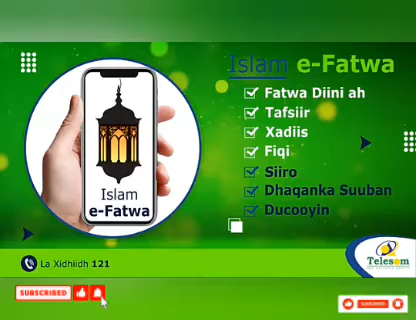 Islam e-Fatwa
Fatwa Diini ah
Tafsiir
Xadiis
Fiqi
Siiro
Dhaqanka Suuban
Ducooyin
Islam
e-Fatwa
La Xidhiidh 121
Telesom
SUBSCRIBED
SUBSCRIBED